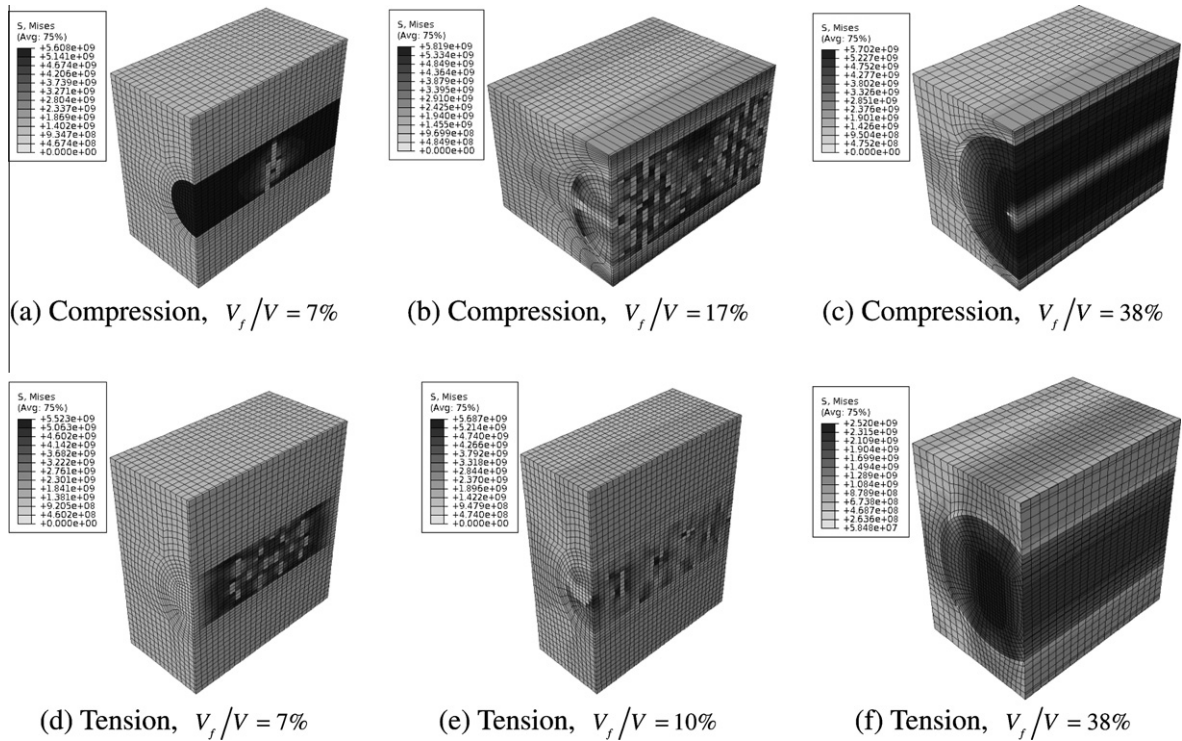 S, Mises
(Avg: 75%)
+5.608e+09
+5.141e+09
+4.674e+09
+4.206e+09
+3.739e+09
+3.271e+09
+2.804e+09
+2.337e+09
+1.869e+09
+1.402e+09
+9.347e+08
+4.674e+08
+0.000e+00
S, Mises
(Avg: 75%)
+5.819e+09
+5.334e+09
+4.849e+09
+4.364e+09
+3.879e+09
+3.395e+09
+2.910e+09
+2.425e+09
+1.940e+09
+1.455e+09
+9.699e+08
+4.849e+08
+0.000e+00
S, Mises
(Avg: 75%)
+5.702e+09
+5.227e+09
+4.752e+09
+4.277e+09
+3.802e+09
+3.326e+09
+2.851e+09
+2.376e+09
+1.901e+09
+1.426e+09
+9.504e+08
+4.752e+08
+0.000e+00
(a) Compression, V_f/V = 7%
(b) Compression, V_f/V = 17%
(c) Compression, V_f/V = 38%
S, Mises
(Avg: 75%)
+5.523e+09
+5.063e+09
+4.602e+09
+4.142e+09
+3.682e+09
+3.222e+09
+2.761e+09
+2.301e+09
+1.841e+09
+1.381e+09
+9.205e+08
+4.602e+08
+0.000e+00
S, Mises
(Avg: 75%)
+5.687e+09
+5.214e+09
+4.740e+09
+4.266e+09
+3.792e+09
+3.318e+09
+2.844e+09
+2.370e+09
+1.896e+09
+1.422e+09
+9.479e+08
+4.740e+08
+0.000e+00
S, Mises
(Avg: 75%)
+2.520e+09
+2.315e+09
+2.109e+09
+1.904e+09
+1.699e+09
+1.494e+09
+1.289e+09
+1.084e+09
+8.789e+08
+6.738e+08
+4.687e+08
+2.636e+08
+5.848e+07
(d) Tension, V_f/V = 7%
(e) Tension, V_f/V = 10%
(f) Tension, V_f/V = 38%